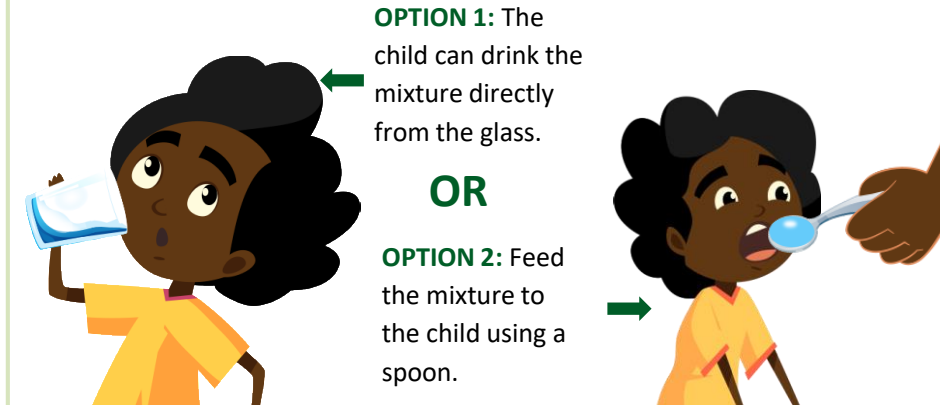 OPTION 1: The
child can drink the
mixture directly
from the glass.
OR
OPTION 2: Feed
the mixture to
the child using a
spoon.